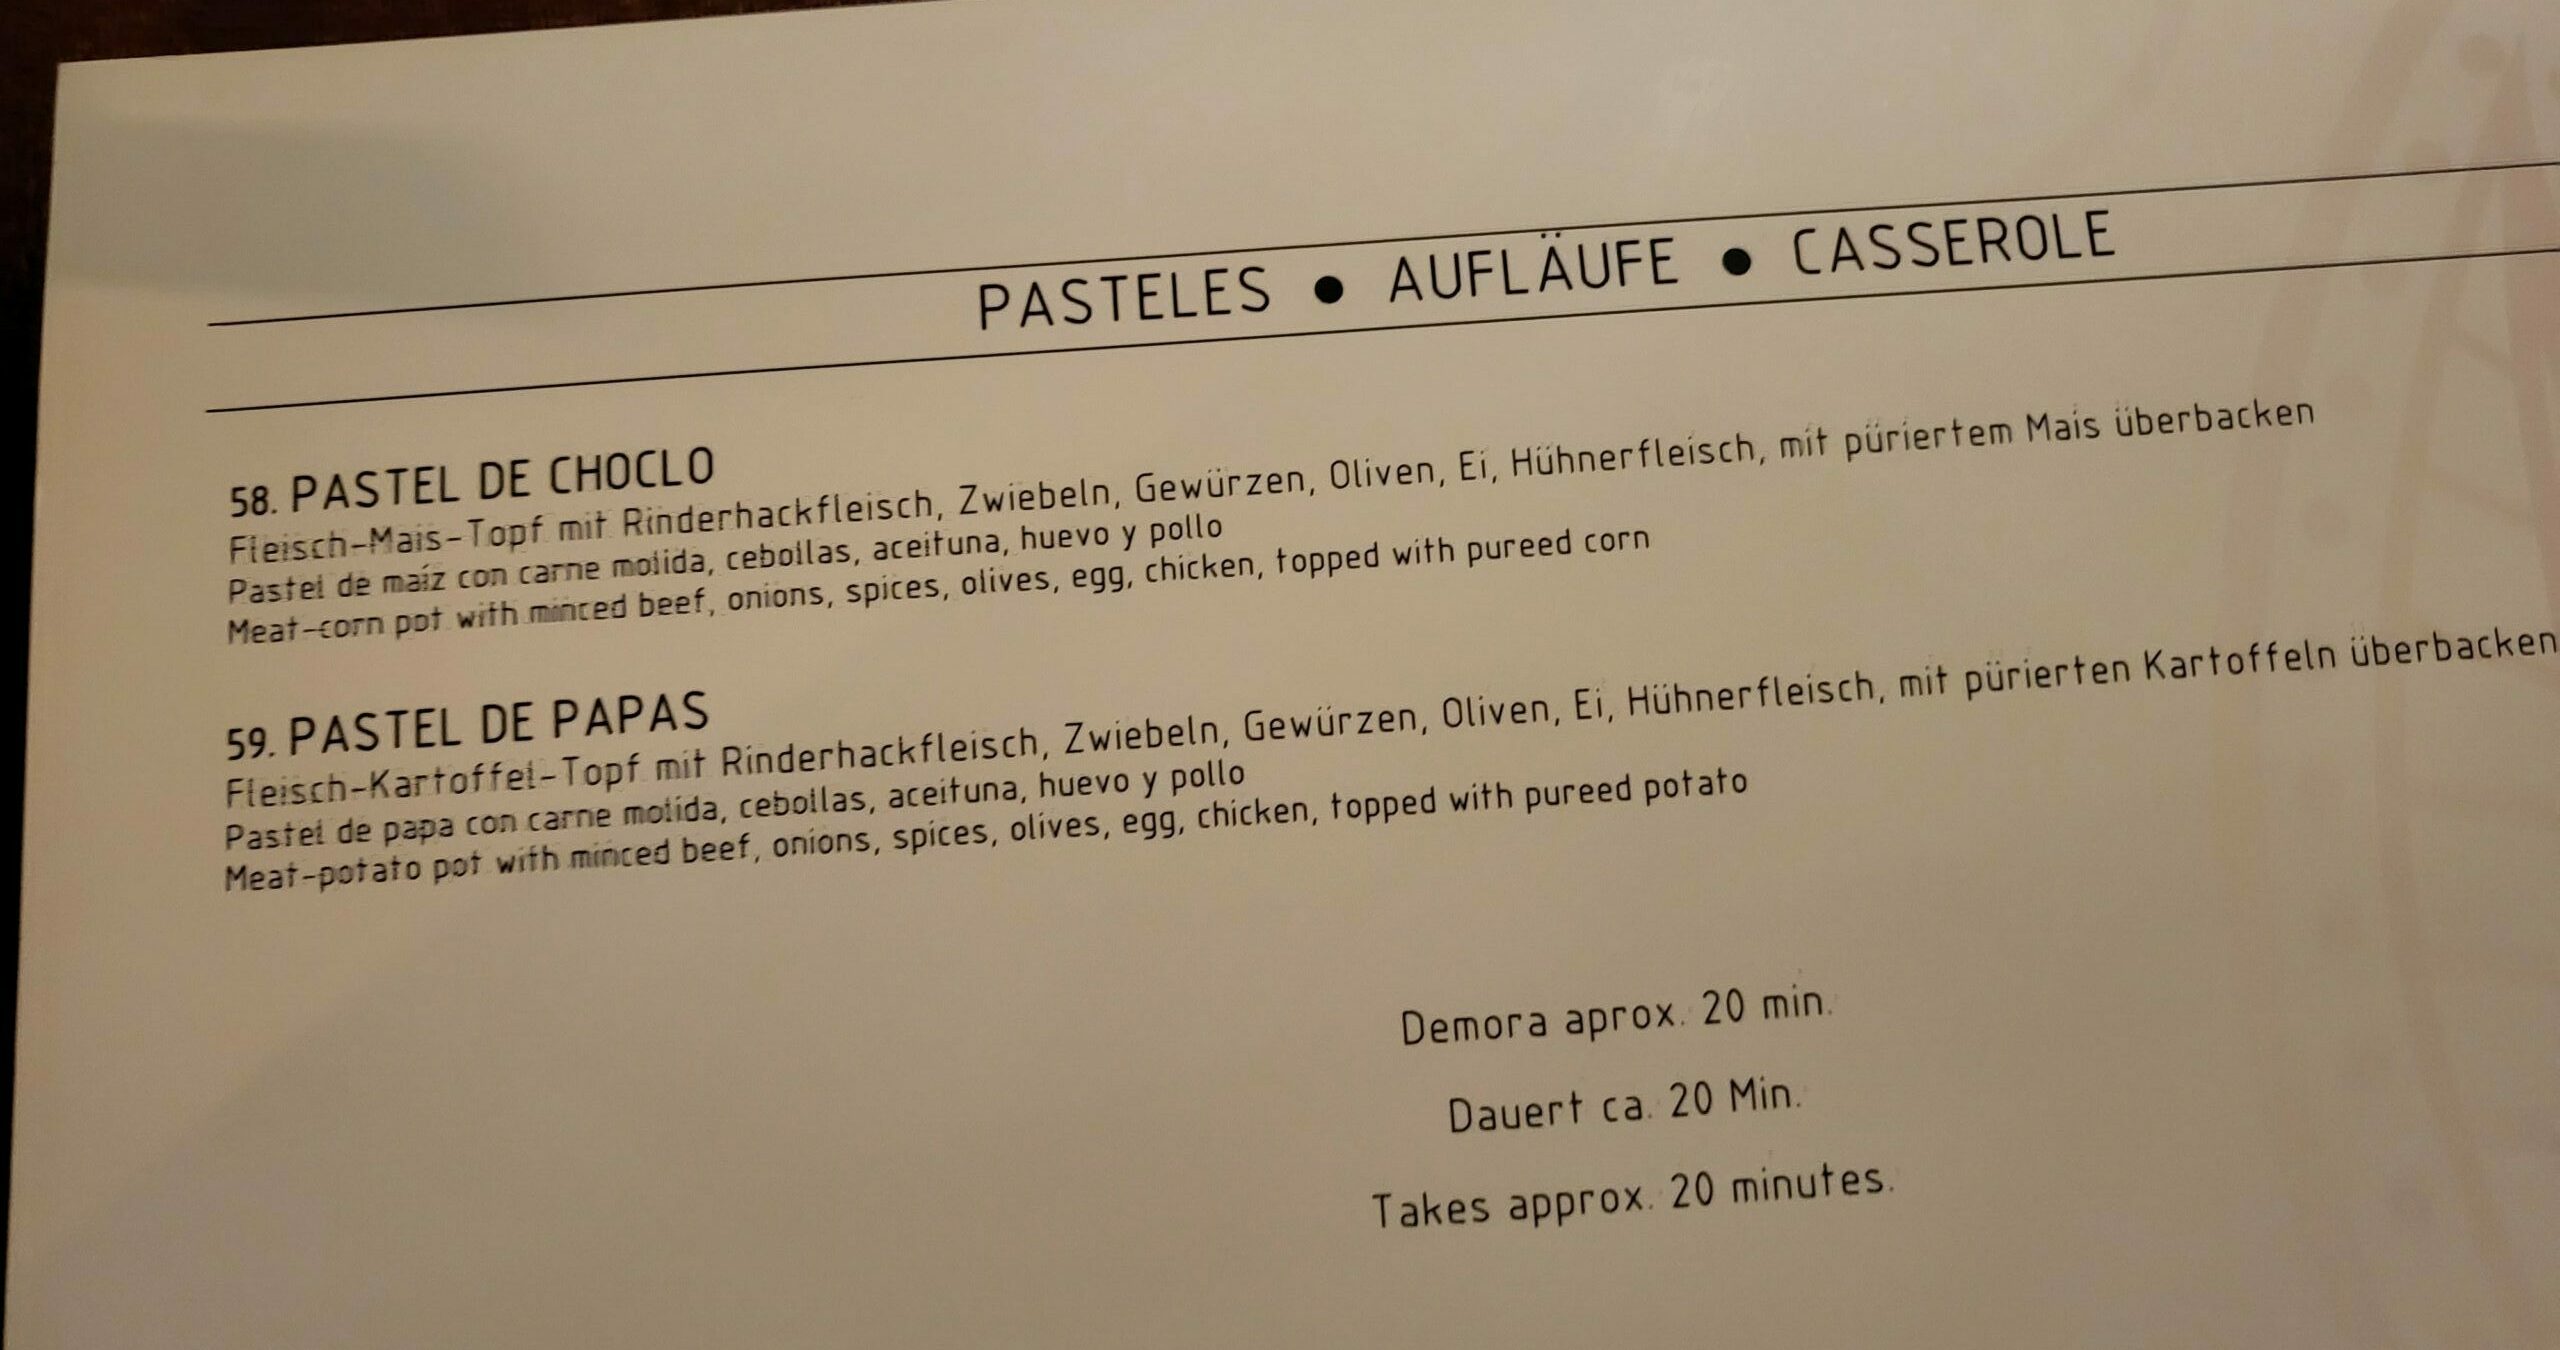 PASTELES ● AUFLÄUFE ● CASSEROLE
58. PASTEL DE CHOCLO
Fleisch-Mais-Topf mit Rinderhackfleisch, Zwiebeln, Gewürzen, Oliven, Ei, Hühnerfleisch, mit püriertem Mais überbacken
Pastel de maíz con carne molida, cebollas, aceituna, huevo y pollo
Meat-corn pot with minced beef, onions, spices, olives, egg, chicken, topped with pureed corn
59. PASTEL DE PAPAS
Fleisch-Kartoffel-Topf mit Rinderhackfleisch, Zwiebeln, Gewürzen, Oliven, Ei, Hühnerfleisch, mit pürierten Kartoffeln überbacken
Pastel de papa con carne molida, cebollas, aceituna, huevo y pollo
Meat-potato pot with minced beef, onions, spices, olives, egg, chicken, topped with pureed potato
Demora aprox. 20 min.
Dauert ca. 20 Min.
Takes approx. 20 minutes.